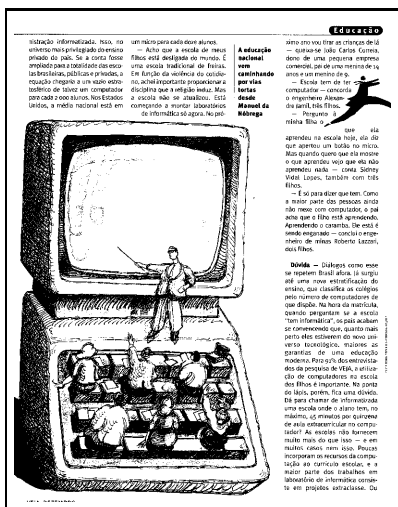 Educação
nistração informatizada. Isso, no
universo mais privilegiado do ensino
privado do país. Se a conta fosse
ampliada para a totalidade das esco-
las brasileiras, públicas e privadas, a
equação chegaria a um vazio estra-
tosférico de talvez um computador
para cada 2 000 alunos. Nos Estados
Unidos, a média nacional está em
um micro para cada doze alunos.
— Acho que a escola de meus
filhos está desligada do mundo. É
uma escola tradicional de freiras.
Em função da violência do cotidia-
no, achei importante proporcionar a
disciplina que a religião induz. Mas
a escola não se atualizou. Está
começando a montar laboratórios
de informática só agora. No pró-
A educação
nacional
vem
caminhando
por vias
tortas
desde
Manuel da
Nóbrega
ximo ano vou tirar as crianças de lá
— queixa-se João Carlos Correia,
dono de uma pequena empresa
comercial, pai de uma menina de 14
anos e um menino de 9.
— Escola tem de ter
computador — concorda
o engenheiro Alexan-
dre Jamil, três filhos.
— Pergunto à
minha filha o
que ela
aprendeu na escola hoje, ela diz
que apertou um botão no micro.
Mas quando quero que ela mostre
o que aprendeu vejo que ela não
aprendeu nada — conta Sidney
Vidal Lopes, também com três
filhos.
— É só para dizer que tem. Como
a maior parte das pessoas ainda
não mexe com computador, o pai
acha que o filho está aprendendo.
Aprendendo o caramba. Ele está é
sendo enganado — conclui o enge-
nheiro de minas Roberto Lazzari,
dois filhos.
Dúvida — Diálogos como esse
se repetem Brasil afora. Já surgiu
até uma nova estratificação do
ensino, que classifica os colégios
pelo número de computadores de
que dispõe. Na hora da matrícula,
quando perguntam se a escola
"tem informática", os pais acabam
se convencendo que, quanto mais
perto eles estiverem do novo uni-
verso tecnológico, maiores as
garantias de uma educação
moderna. Para 92% dos entrevista-
dos da pesquisa de VEJA, a utiliza-
ção de computadores na escola
dos filhos é importante. Na ponta
do lápis, porém, fica uma dúvida.
Dá para chamar de informatizada
uma escola onde o aluno tem, no
máximo, 45 minutos por quinzena
de aula extracurricular no compu-
tador? As escolas não fornecem
muito mais do que isso — e em
muitos casos nem isso. Poucas
incorporam os recursos da compu-
tação ao currículo escolar, e a
maior parte dos trabalhos em
laboratório de informática consis-
te em projetos extraclasse. Ou